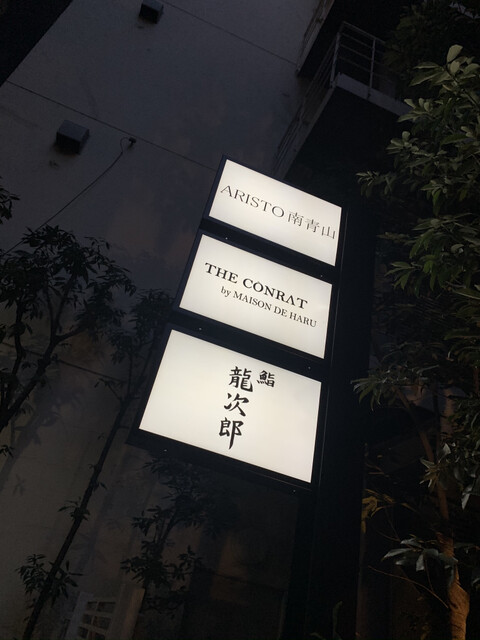 ARISTO 南青山
THE CONRAT
by MAISON DE HARU
鮨
龍次郎